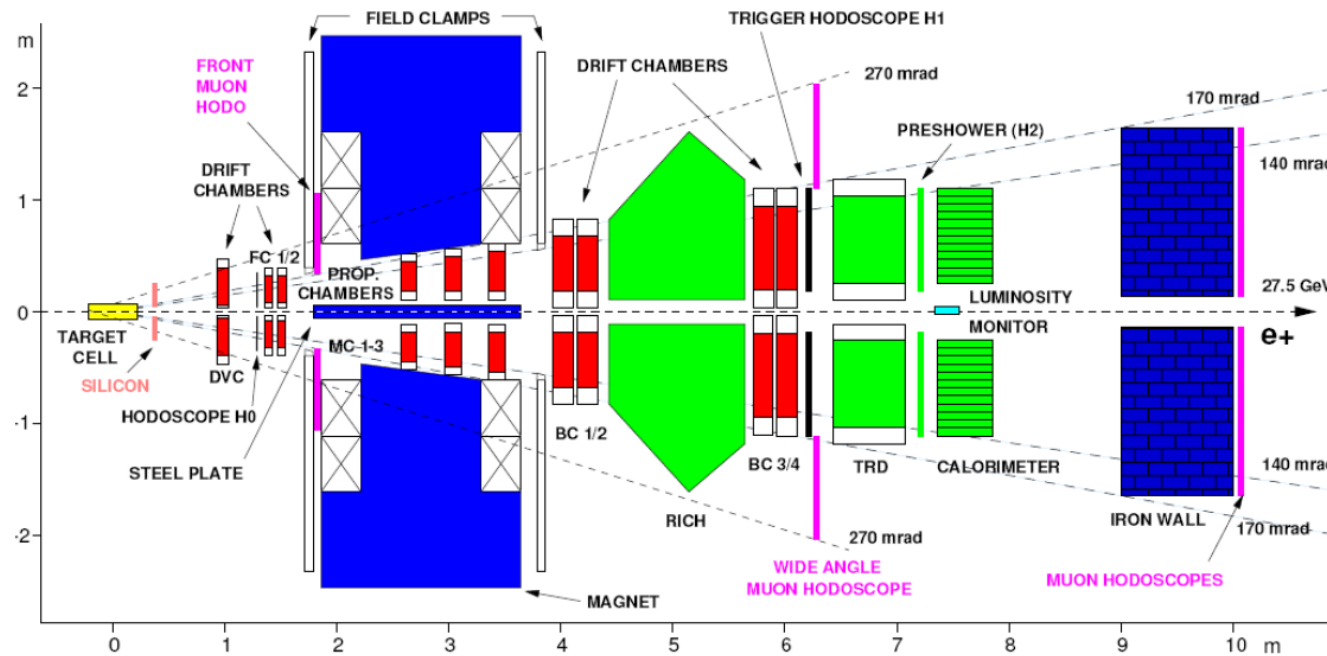 m
FIELD CLAMPS
TRIGGER HODOSCOPE H1
2
FRONT
MUON
HODO
DRIFT CHAMBERS
270 mrad
170 mrad
PRESHOWER (H2)
DRIFT
CHAMBERS
140 mrad
1
FC 1/2
PROP.
CHAMBERS
27.5 GeV
LUMINOSITY
0
MONITOR
e+
TARGET
CELL
MC 1-3
SILICON
DVC
HODOSCOPE H0
-1
BC 1/2
STEEL PLATE
BC 3/4
TRD
CALORIMETER
140 mrad
RICH
IRON WALL
170 mrad
-2
270 mrad
WIDE ANGLE
MUON HODOSCOPE
MUON HODOSCOPES
MAGNET
0 1 2 3 4 5 6 7 8 9 10 m